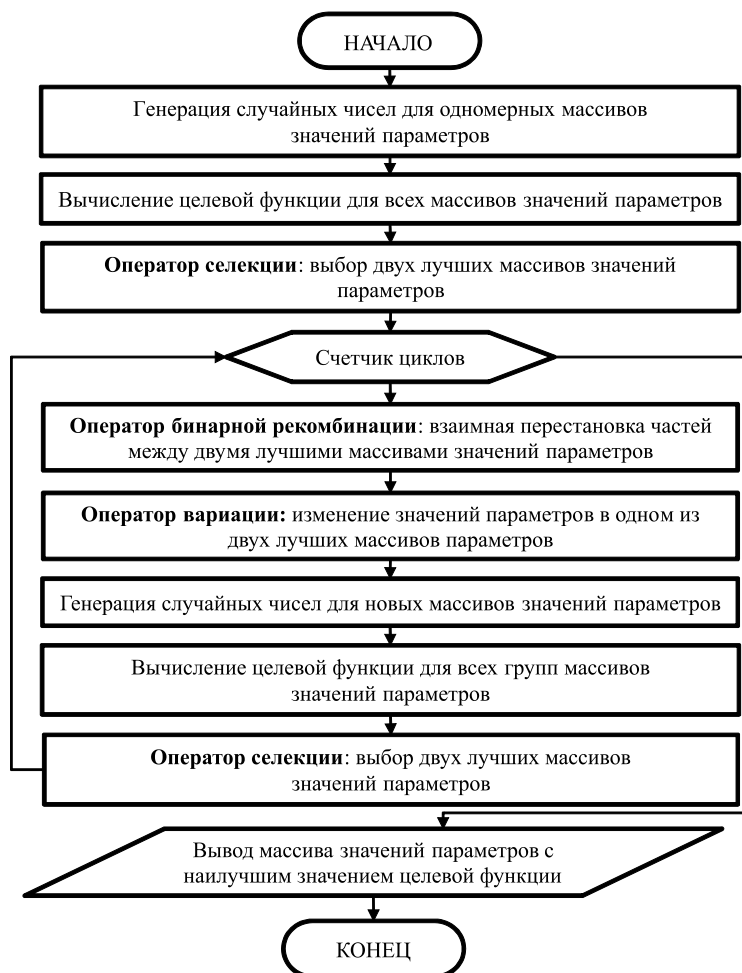 НАЧАЛО
Генерация случайных чисел для одномерных массивов
значений параметров
Вычисление целевой функции для всех массивов значений параметров
Оператор селекции: выбор двух лучших массивов значений
параметров
Счетчик циклов
Оператор бинарной рекомбинации: взаимная перестановка частей
между двумя лучшими массивами значений параметров
Оператор вариации: изменение значений параметров в одном из
двух лучших массивов параметров
Генерация случайных чисел для новых массивов значений параметров
Вычисление целевой функции для всех групп массивов
значений параметров
Оператор селекции: выбор двух лучших массивов
значений параметров
Вывод массива значений параметров с
наилучшим значением целевой функции
КОНЕЦ